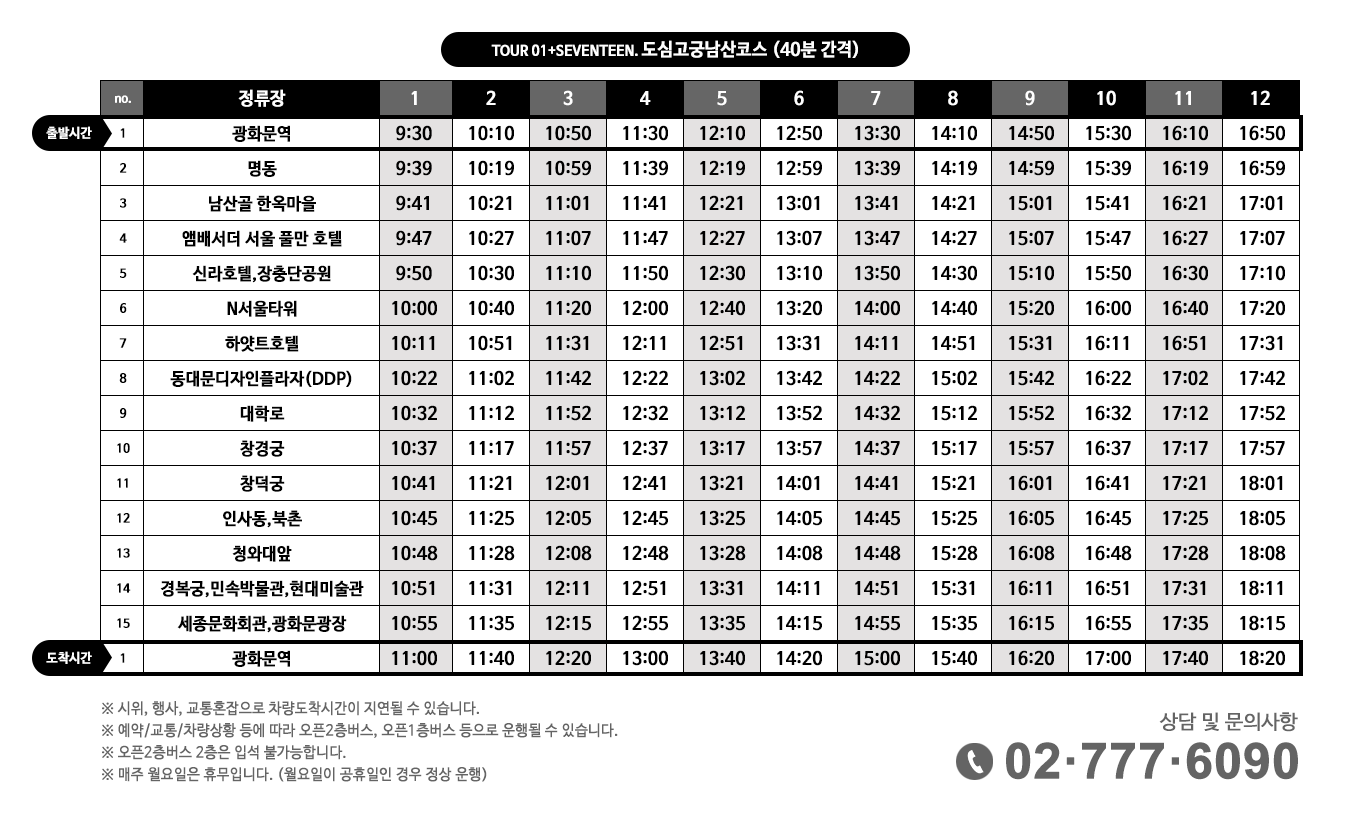 TOUR 01+SEVENTEEN. 도심고궁남산코스 (40분 간격)
no. 정류장 1 2 3 4 5 6 7 8 9 10 11 12
출발시간 1 광화문역 9:30 10:10 10:50 11:30 12:10 12:50 13:30 14:10 14:50 15:30 16:10 16:50
2 명동 9:39 10:19 10:59 11:39 12:19 12:59 13:39 14:19 14:59 15:39 16:19 16:59
3 남산골 한옥마을 9:41 10:21 11:01 11:41 12:21 13:01 13:41 14:21 15:01 15:41 16:21 17:01
4 앰배서더 서울 풀만 호텔 9:47 10:27 11:07 11:47 12:27 13:07 13:47 14:27 15:07 15:47 16:27 17:07
5 신라호텔,장충단공원 9:50 10:30 11:10 11:50 12:30 13:10 13:50 14:30 15:10 15:50 16:30 17:10
6 N서울타워 10:00 10:40 11:20 12:00 12:40 13:20 14:00 14:40 15:20 16:00 16:40 17:20
7 하얏트호텔 10:11 10:51 11:31 12:11 12:51 13:31 14:11 14:51 15:31 16:11 16:51 17:31
8 동대문디자인플라자(DDP) 10:22 11:02 11:42 12:22 13:02 13:42 14:22 15:02 15:42 16:22 17:02 17:42
9 대학로 10:32 11:12 11:52 12:32 13:12 13:52 14:32 15:12 15:52 16:32 17:12 17:52
10 창경궁 10:37 11:17 11:57 12:37 13:17 13:57 14:37 15:17 15:57 16:37 17:17 17:57
11 창덕궁 10:41 11:21 12:01 12:41 13:21 14:01 14:41 15:21 16:01 16:41 17:21 18:01
12 인사동,북촌 10:45 11:25 12:05 12:45 13:25 14:05 14:45 15:25 16:05 16:45 17:25 18:05
13 청와대앞 10:48 11:28 12:08 12:48 13:28 14:08 14:48 15:28 16:08 16:48 17:28 18:08
14 경복궁,민속박물관,현대미술관 10:51 11:31 12:11 12:51 13:31 14:11 14:51 15:31 16:11 16:51 17:31 18:11
15 세종문화회관,광화문광장 10:55 11:35 12:15 12:55 13:35 14:15 14:55 15:35 16:15 16:55 17:35 18:15
도착시간 1 광화문역 11:00 11:40 12:20 13:00 13:40 14:20 15:00 15:40 16:20 17:00 17:40 18:20
※ 시위, 행사, 교통혼잡으로 차량도착시간이 지연될 수 있습니다.
※ 예약/교통/차량상황 등에 따라 오픈2층버스, 오픈1층버스 등으로 운행될 수 있습니다.
※ 오픈2층버스 2층은 입석 불가능합니다.
※ 매주 월요일은 휴무입니다. (월요일이 공휴일인 경우 정상 운행)
상담 및 문의사항
02·777·6090